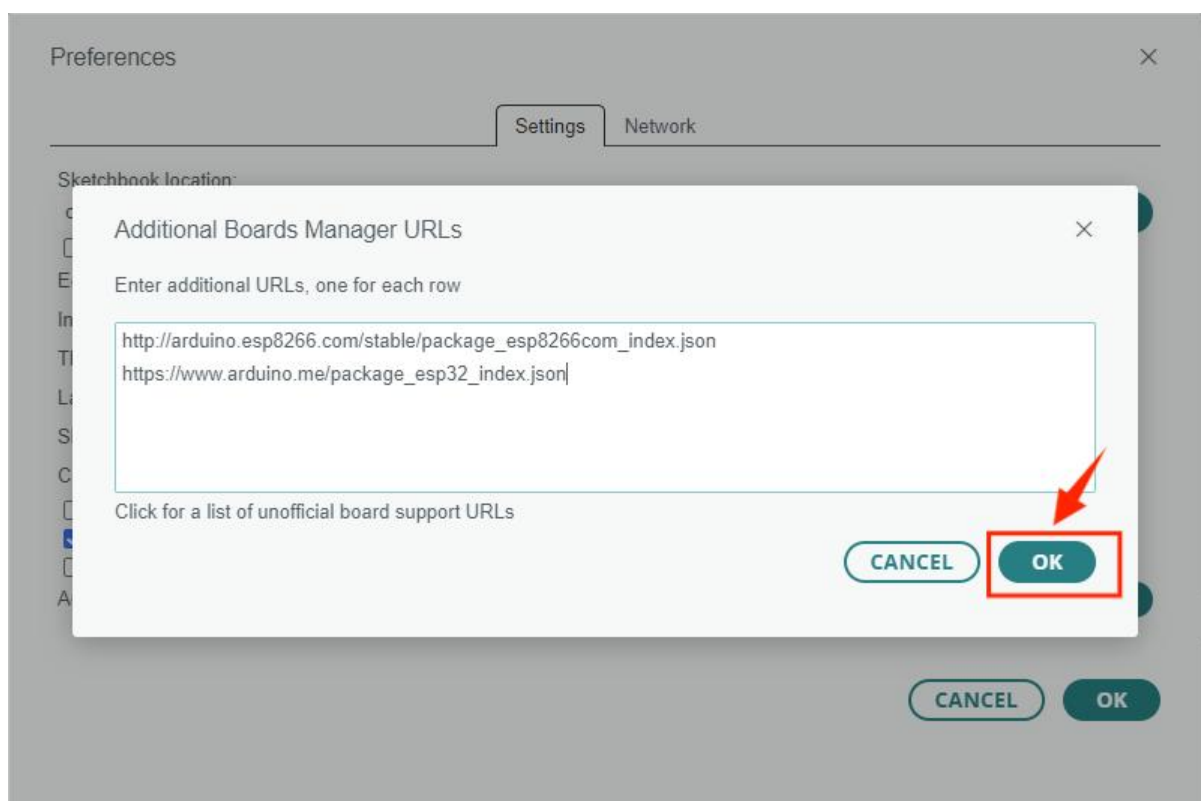 Preferences
Settings Network
Sketchbook location:
Additional Boards Manager URLs
Enter additional URLs, one for each row
http://arduino.esp8266.com/stable/package_esp8266com_index.json
https://www.arduino.me/package_esp32_index.json
Click for a list of unofficial board support URLs
CANCEL OK
CANCEL OK